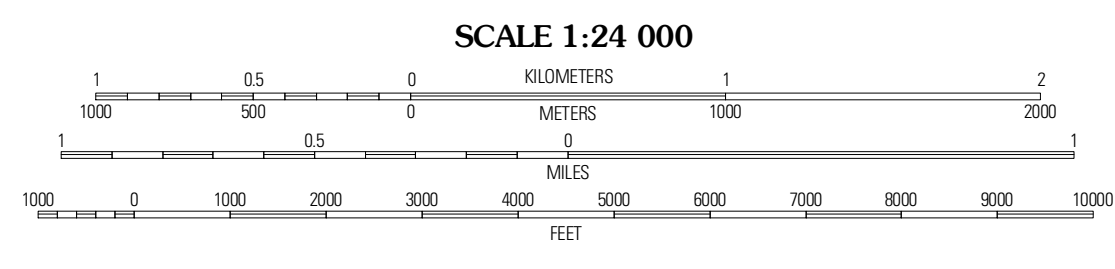 SCALE 1:24 000
1 0.5 0 KILOMETERS 1 2
1000 500 0 METERS 1000 2000
1 0.5 0 1
MILES
1000 0 1000 2000 3000 4000 5000 6000 7000 8000 9000 10000
FEET